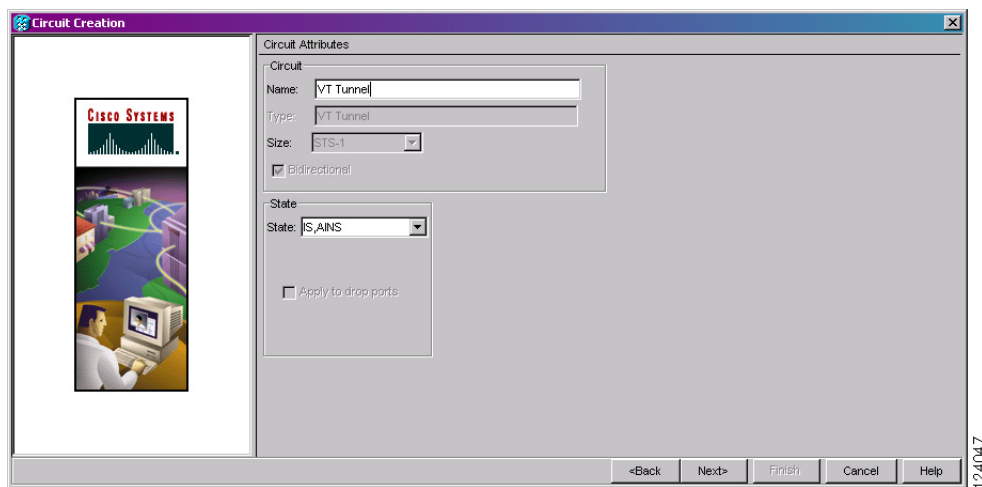 Circuit Creation
Circuit Attributes
Circuit
Name: VT Tunnel
Type: VT Tunnel
Size: STS-1
Bidirectional
State
State: IS,AINS
Apply to drop ports
CISCO SYSTEMS
<Back Next> Finish Cancel Help
124047